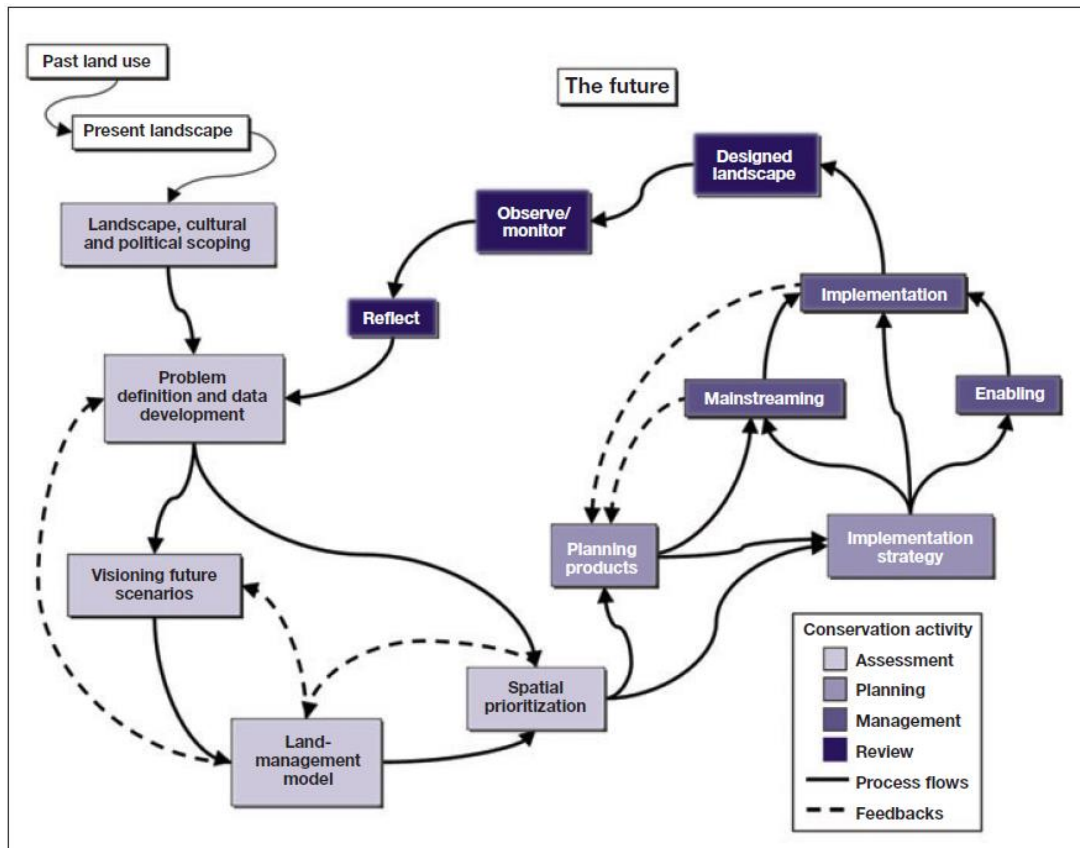 Past land use
Present landscape
The future
Designed
landscape
Observe/
monitor
Landscape, cultural
and political scoping
Reflect
Implementation
Problem
definition and data
development
Mainstreaming
Enabling
Planning
products
Implementation
strategy
Visioning future
scenarios
Spatial
prioritization
Land-
management
model
Conservation activity
Assessment
Planning
Management
Review
Process flows
Feedbacks